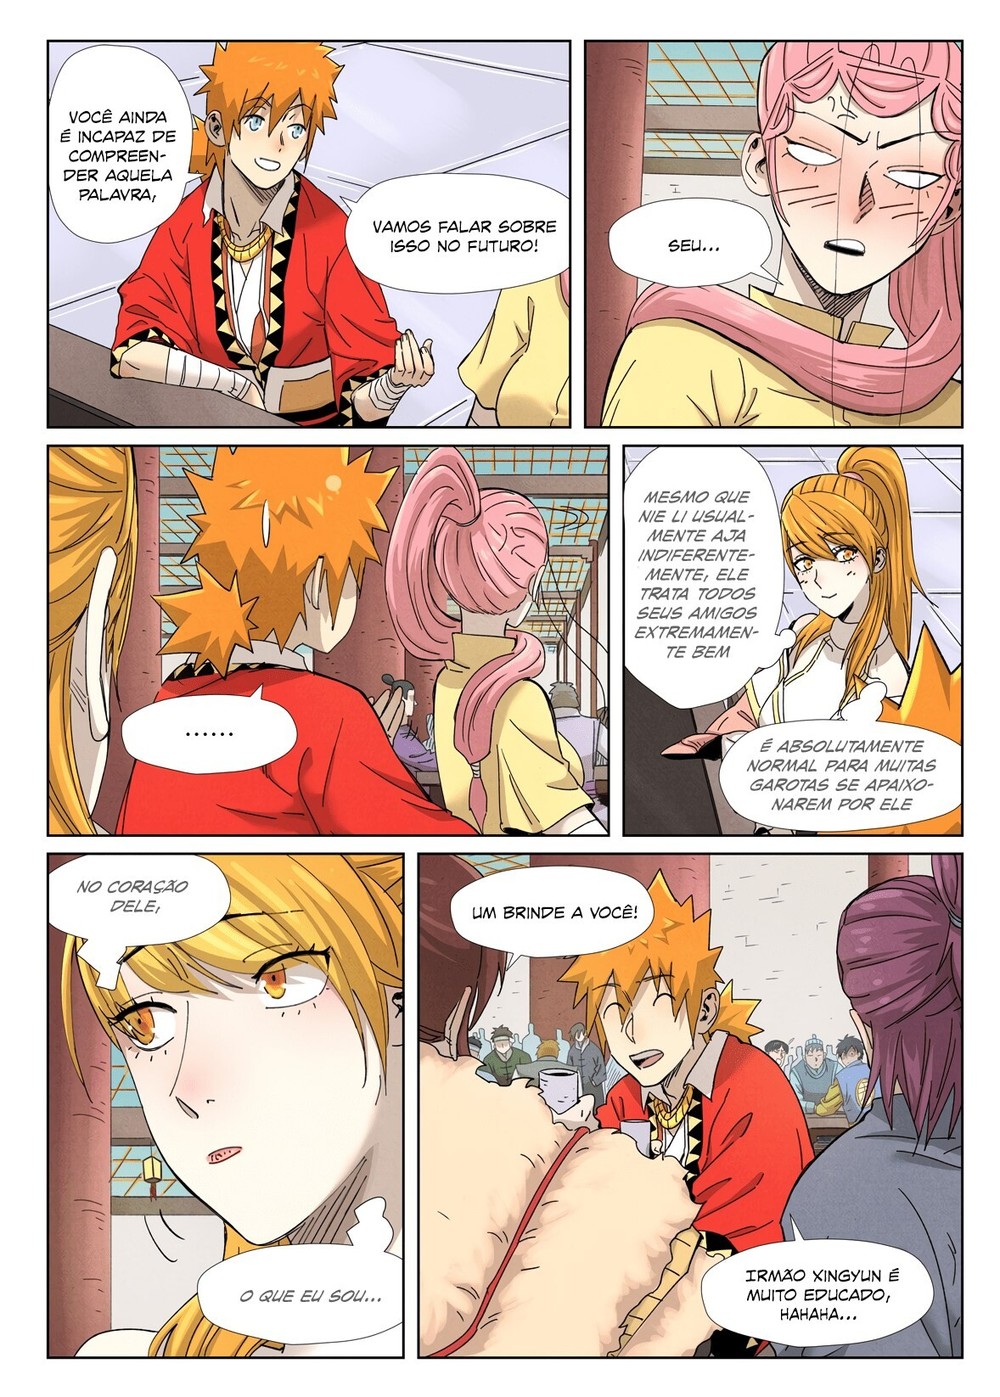 VOCÊ AINDA
É INCAPAZ DE
COMPREEN-
DER AQUELA
PALAVRA,
VAMOS FALAR SOBRE
ISSO NO FUTURO!
SEU...
......
MESMO QUE
NIE LI USUAL-
MENTE AJA
INDIFERENTE-
MENTE, ELE
TRATA TODOS
SEUS AMIGOS
EXTREMAMEN-
TE BEM
É ABSOLUTAMENTE
NORMAL PARA MUITAS
GAROTAS SE APAIXO-
NAREM POR ELE
NO CORAÇÃO
DELE,
O QUE EU SOU...
UM BRINDE A VOCÊ!
IRMÃO XINGYUN É
MUITO EDUCADO,
HAHAHA...